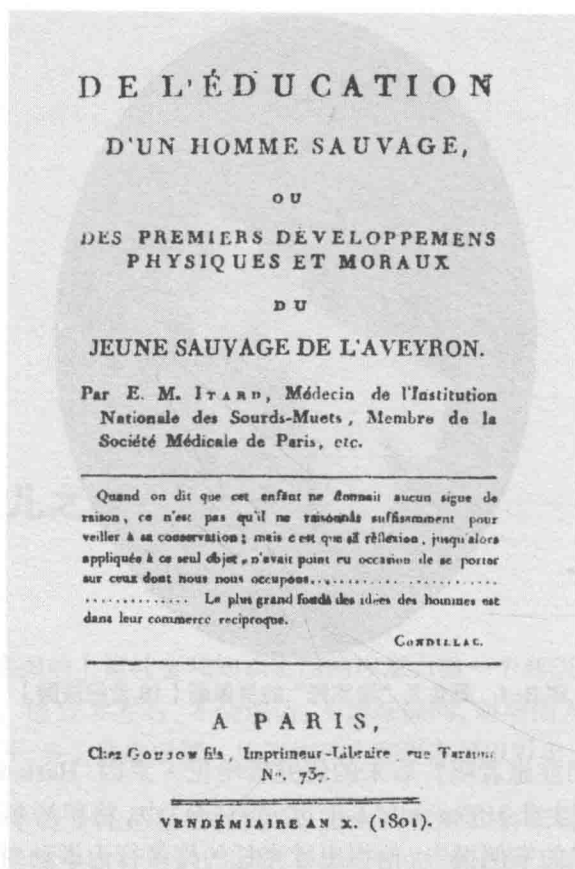 DE L'ÉDUCATION
D'UN HOMME SAUVAGE,
OU
DES PREMIERS DÉVELOPPEMENS
PHYSIQUES ET MORAUX
DU
JEUNE SAUVAGE DE L'AVEYRON.
Par E. M. ITARD, Médecin de l'Institution
Nationale des Sourds-Muets, Membre de la
Société Médicale de Paris, etc.
Quand on dit que cet enfant ne donnait aucun signe de
raison, ce n'est pas qu'il ne raisonnât suffisamment pour
veiller à sa conservation; mais c'est que sa réflexion, jusqu'alors
appliquée à ce seul objet, n'avait point eu occasion de se porter
sur ceux dont nous nous occupons......................
............... Le plus grand fonds des idées des hommes est
dans leur commerce réciproque.
CONDILLAC.
A PARIS,
Chez GOUJON fils, Imprimeur-Libraire, rue Taranne
N°. 737.
VENDÉMIAIRE AN X. (1801).